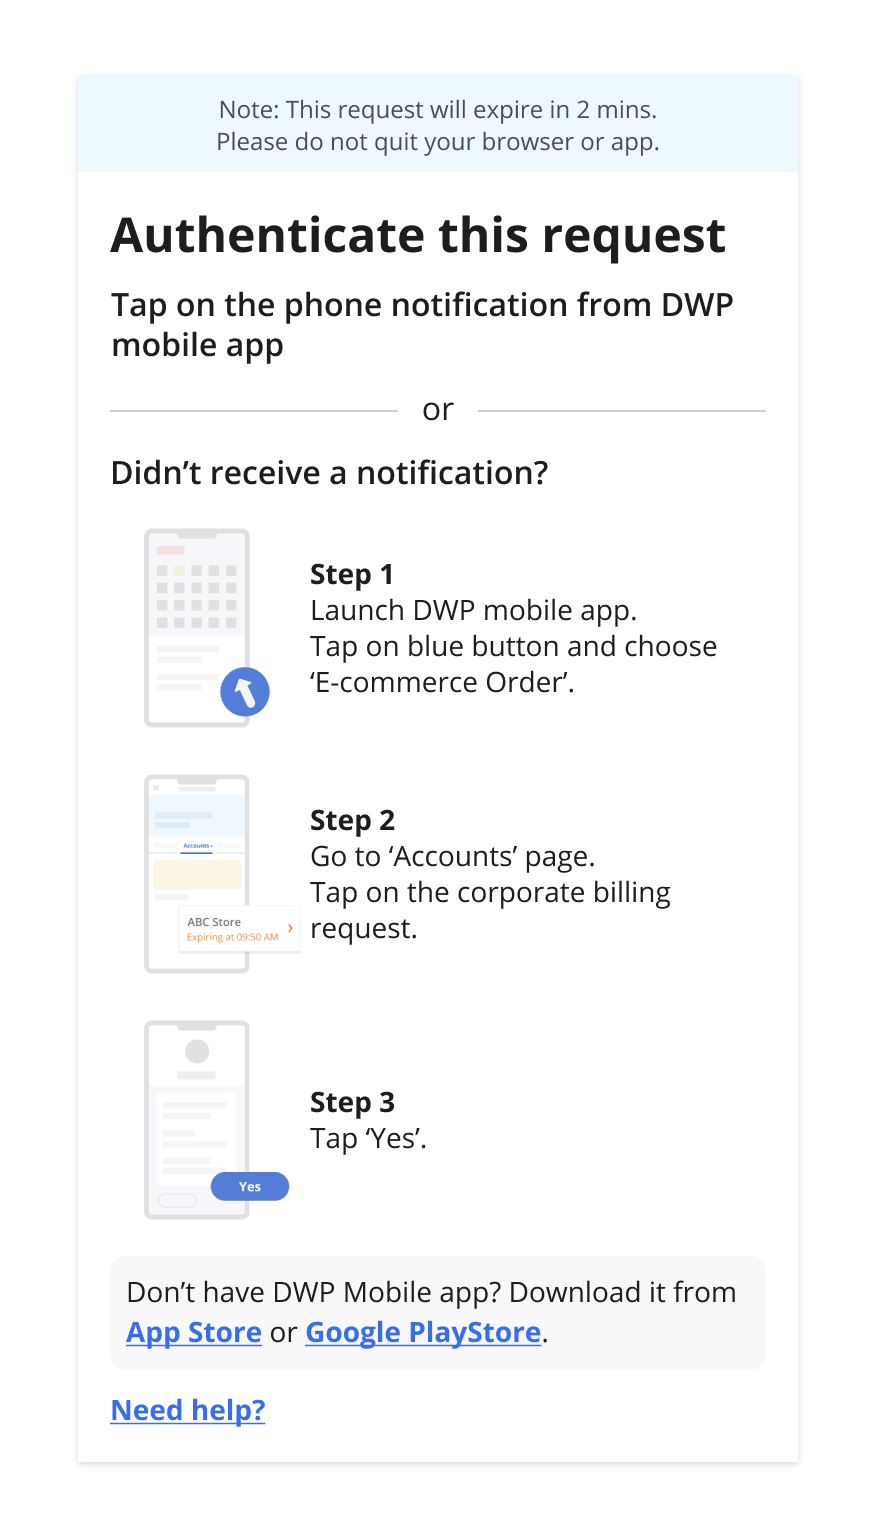 Note: This request will expire in 2 mins.
Please do not quit your browser or app.
Authenticate this request
Tap on the phone notification from DWP
mobile app
or
Didn’t receive a notification?
Step 1
Launch DWP mobile app.
Tap on blue button and choose
‘E-commerce Order’.
Accounts
ABC Store
Expiring at 09:50 AM
Step 2
Go to ‘Accounts’ page.
Tap on the corporate billing
request.
Step 3
Tap ‘Yes’.
Yes
Don’t have DWP Mobile app? Download it from
App Store or Google PlayStore.
Need help?